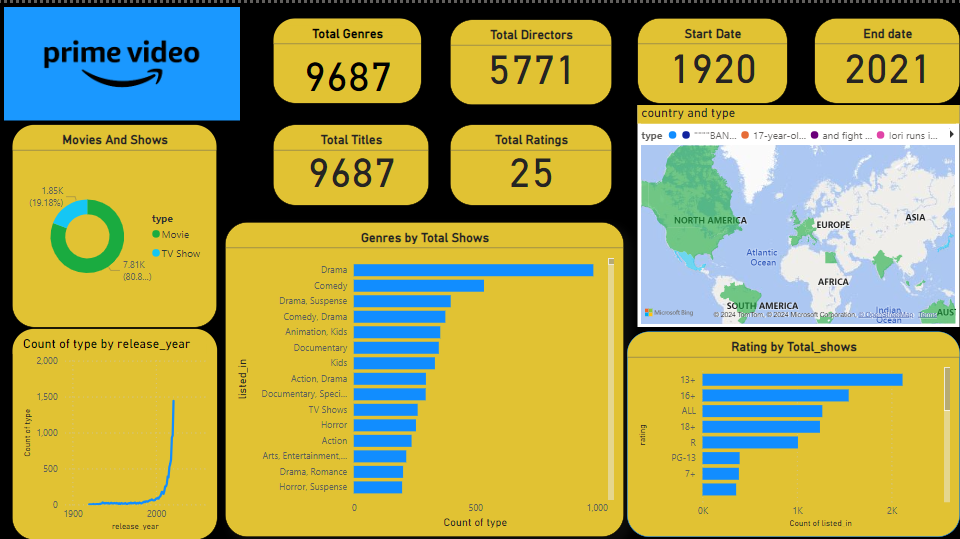 prime video
Total Genres
9687
Total Directors
5771
Start Date
1920
End date
2021
Total Titles
9687
Total Ratings
25
Movies And Shows
1.85K
(19.18%)
7.81K
(80.8...)
type
Movie
TV Show
country and type
type """"BAN... 17-year-ol... and fight ... lori runs i...
NORTH AMERICA
EUROPE
ASIA
Atlantic
Ocean
AFRICA
SOUTH AMERICA
Indian
Ocean
AUST
Microsoft Bing
© 2024 TomTom, © 2024 Microsoft Corporation, © OpenStreetMap Terms
Genres by Total Shows
listed_in
Drama
Comedy
Drama, Suspense
Comedy, Drama
Animation, Kids
Documentary
Kids
Action, Drama
Documentary, Speci...
TV Shows
Horror
Action
Arts, Entertainment,...
Drama, Romance
Horror, Suspense
0 500 1,000
Count of type
Count of type by release_year
Count of type
2,000
1,500
1,000
500
0
1900 2000
release_year
Rating by Total_shows
rating
13+
16+
ALL
18+
R
PG-13
7+
0K 1K 2K
Count of listed_in